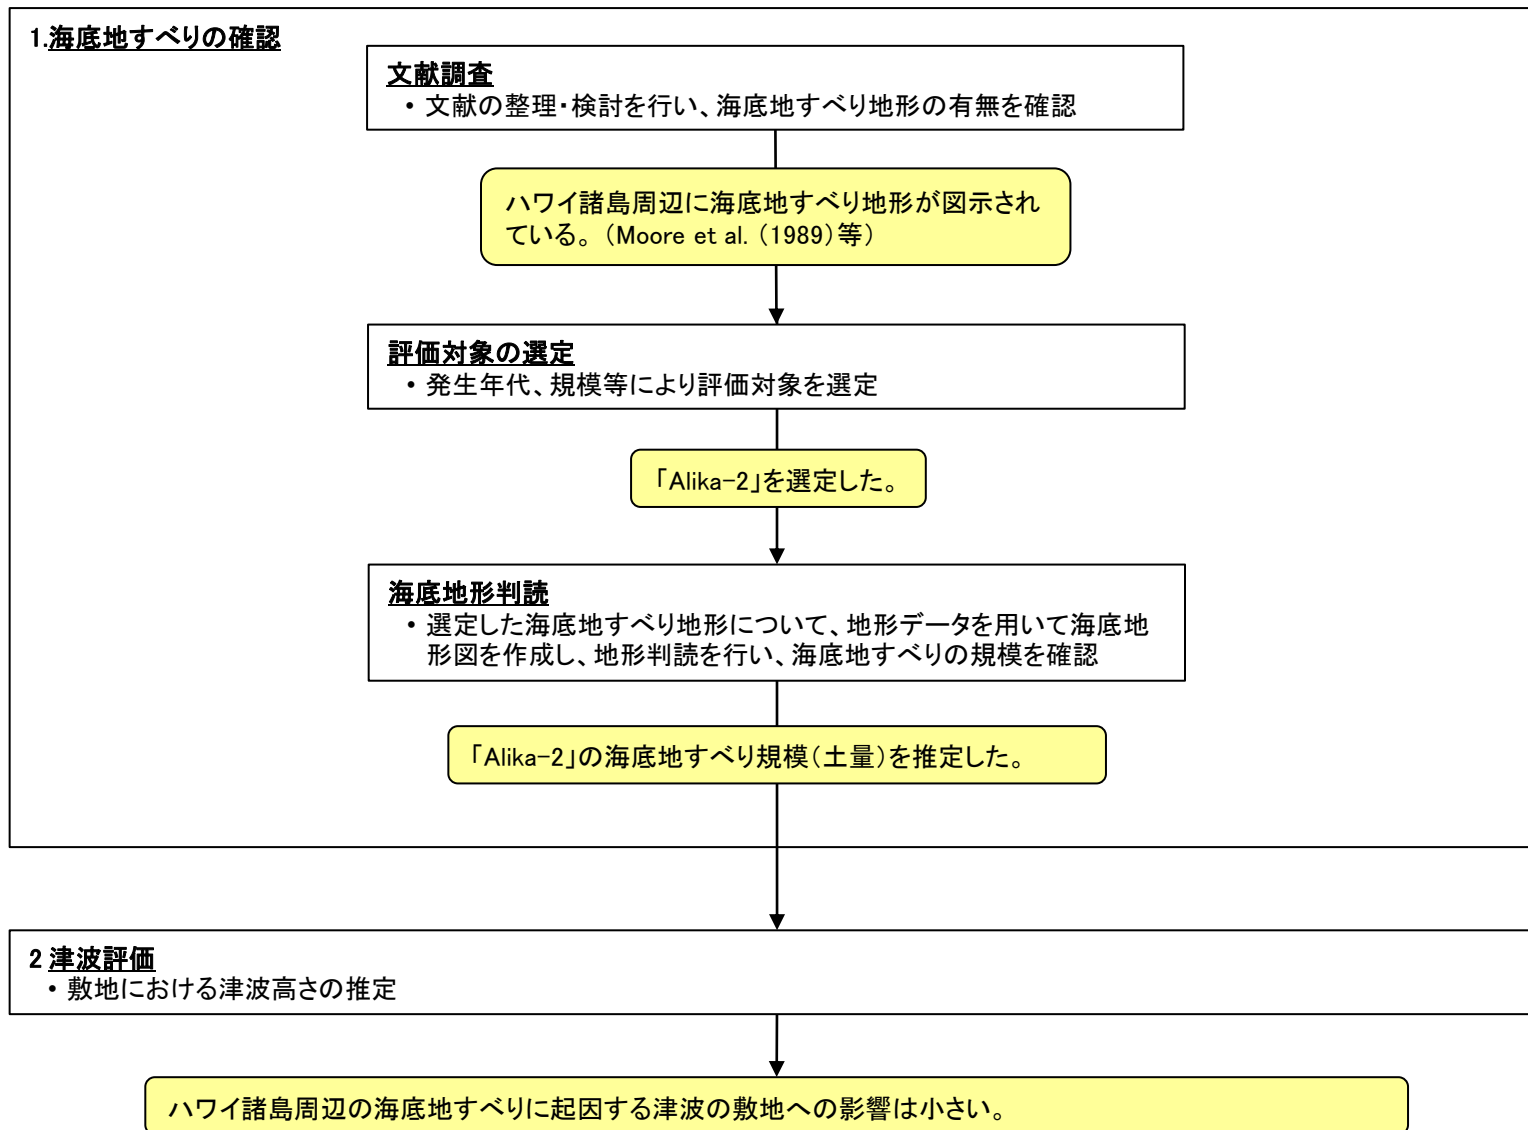 1.海底地すべりの確認
文献調査
• 文献の整理・検討を行い、海底地すべり地形の有無を確認
ハワイ諸島周辺に海底地すべり地形が図示され
ている。（Moore et al.（1989）等）
評価対象の選定
• 発生年代、規模等により評価対象を選定
「Alika-2」を選定した。
海底地形判読
• 選定した海底地すべり地形について、地形データを用いて海底地
形図を作成し、地形判読を行い、海底地すべりの規模を確認
「Alika-2」の海底地すべり規模（土量）を推定した。
2 津波評価
• 敷地における津波高さの推定
ハワイ諸島周辺の海底地すべりに起因する津波の敷地への影響は小さい。